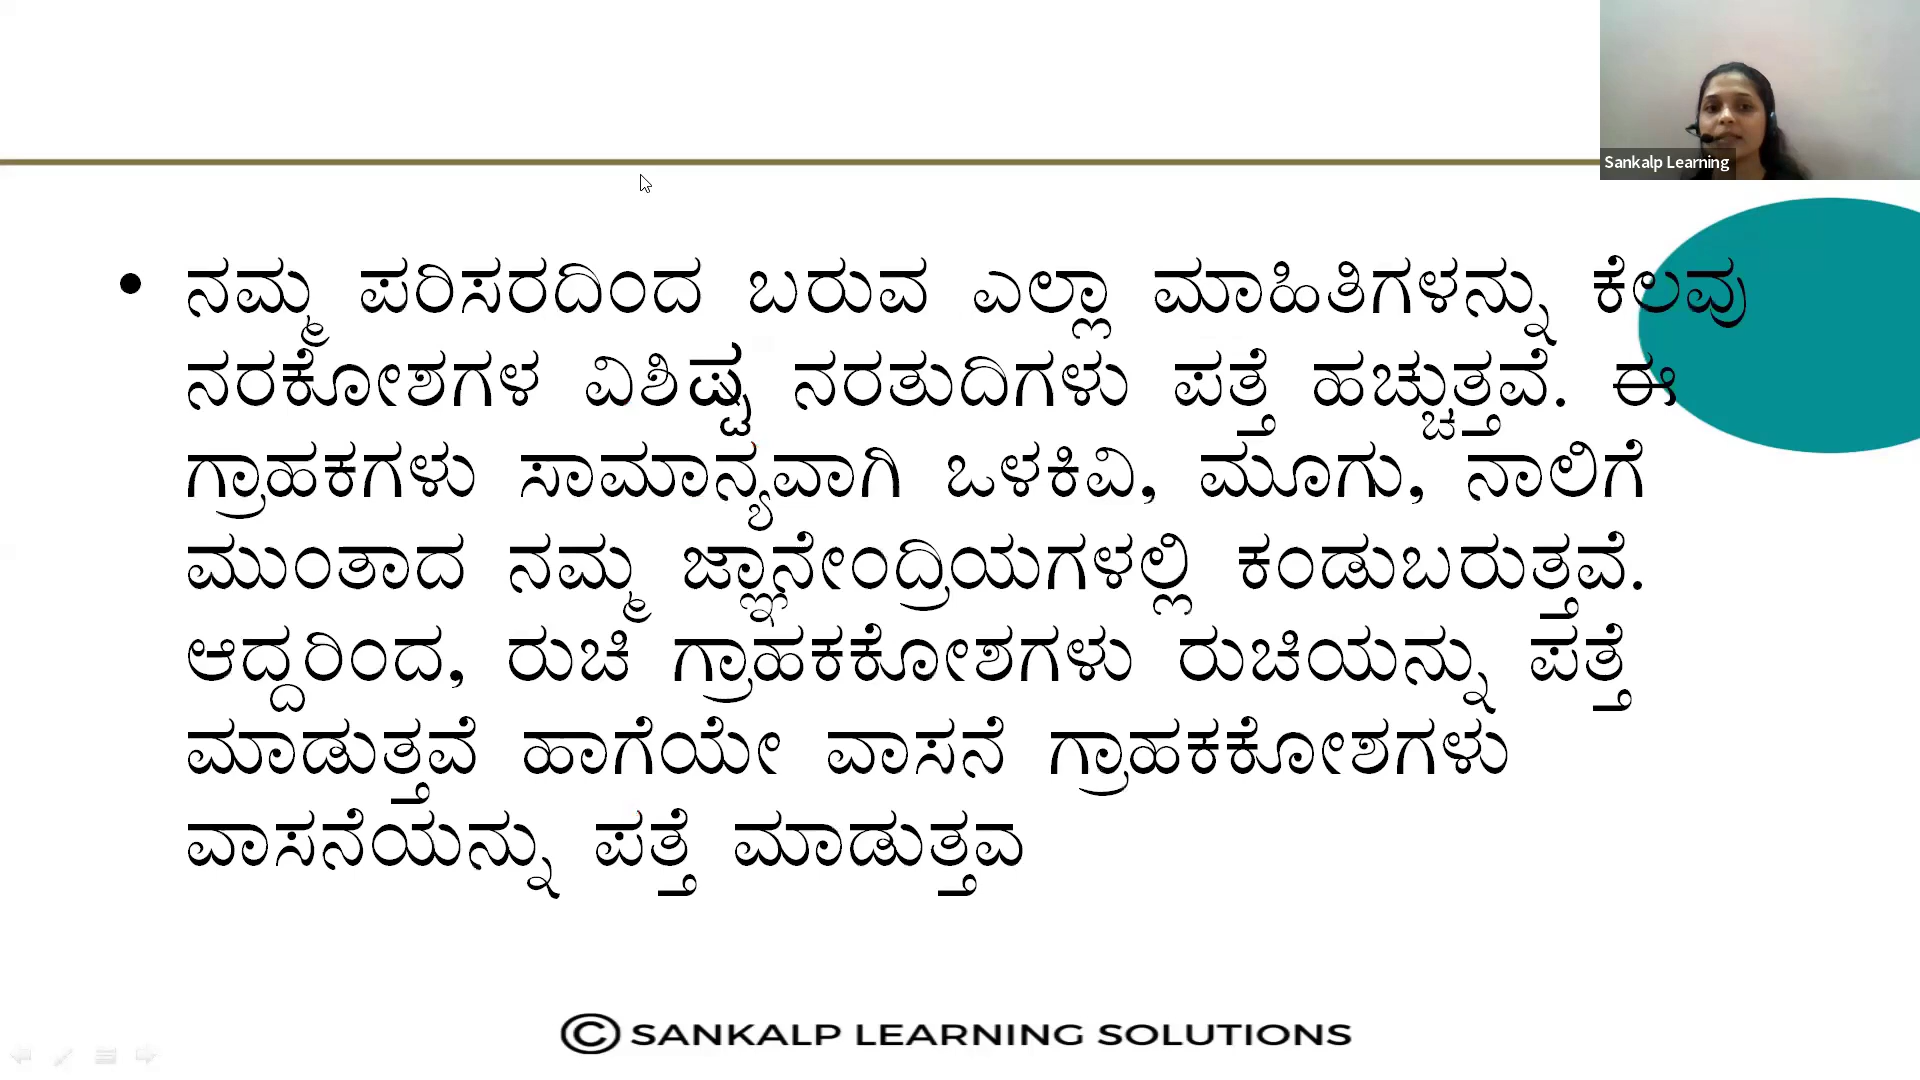 Sankalp Learning
• ನಮ್ಮ ಪರಿಸರದಿಂದ ಬರುವ ಎಲ್ಲಾ ಮಾಹಿತಿಗಳನ್ನು ಕೆಲವು
ನರಕೋಶಗಳ ವಿಶಿಷ್ಟ ನರತುದಿಗಳು ಪತ್ತೆ ಹಚ್ಚುತ್ತವೆ. ಈ
ಗ್ರಾಹಕಗಳು ಸಾಮಾನ್ಯವಾಗಿ ಒಳಕಿವಿ, ಮೂಗು, ನಾಲಿಗೆ
ಮುಂತಾದ ನಮ್ಮ ಜ್ಞಾನೇಂದ್ರಿಯಗಳಲ್ಲಿ ಕಂಡುಬರುತ್ತವೆ.
ಆದ್ದರಿಂದ, ರುಚಿ ಗ್ರಾಹಕಕೋಶಗಳು ರುಚಿಯನ್ನು ಪತ್ತೆ
ಮಾಡುತ್ತವೆ ಹಾಗೆಯೇ ವಾಸನೆ ಗ್ರಾಹಕಕೋಶಗಳು
ವಾಸನೆಯನ್ನು ಪತ್ತೆ ಮಾಡುತ್ತವ
© SANKALP LEARNING SOLUTIONS